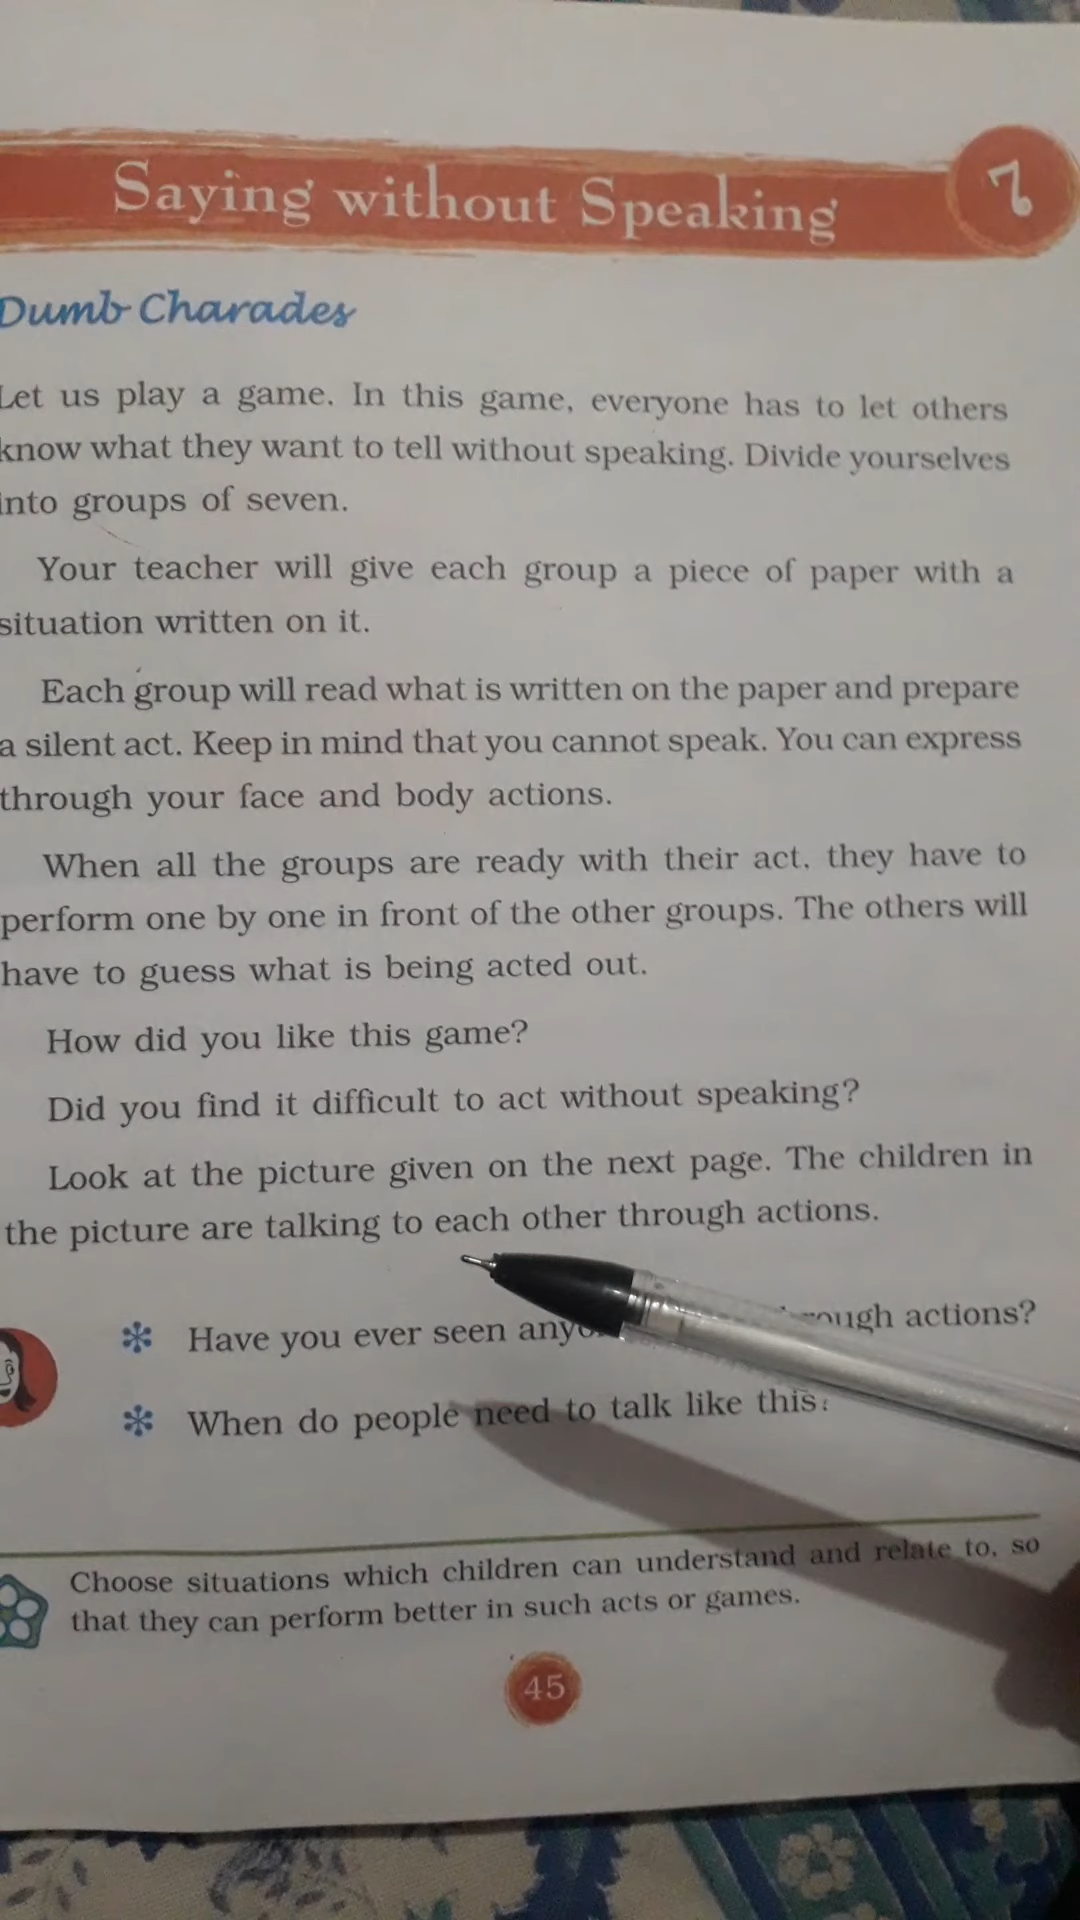 Saying without Speaking
7
Dumb Charades
Let us play a game. In this game, everyone has to let others
know what they want to tell without speaking. Divide yourselves
into groups of seven.
Your teacher will give each group a piece of paper with a
situation written on it.
Each group will read what is written on the paper and prepare
a silent act. Keep in mind that you cannot speak. You can express
through your face and body actions.
When all the groups are ready with their act, they have to
perform one by one in front of the other groups. The others will
have to guess what is being acted out.
How did you like this game?
Did you find it difficult to act without speaking?
Look at the picture given on the next page. The children in
the picture are talking to each other through actions.
Have you ever seen actions?
When do people need to talk like this?
Choose situations which children can understand and relate to, so
that they can perform better in such acts or games.
45